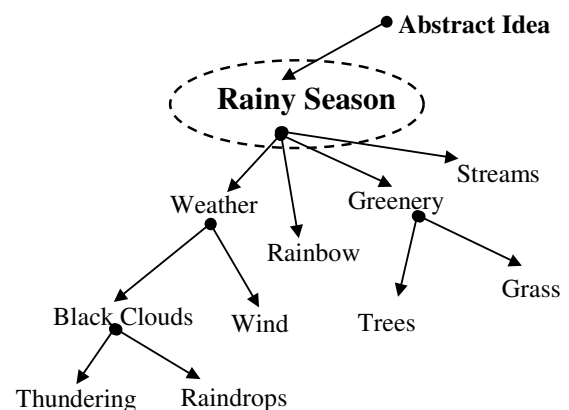 Abstract Idea
Rainy Season
Streams
Weather
Greenery
Rainbow
Grass
Black Clouds
Wind
Trees
Thundering
Raindrops